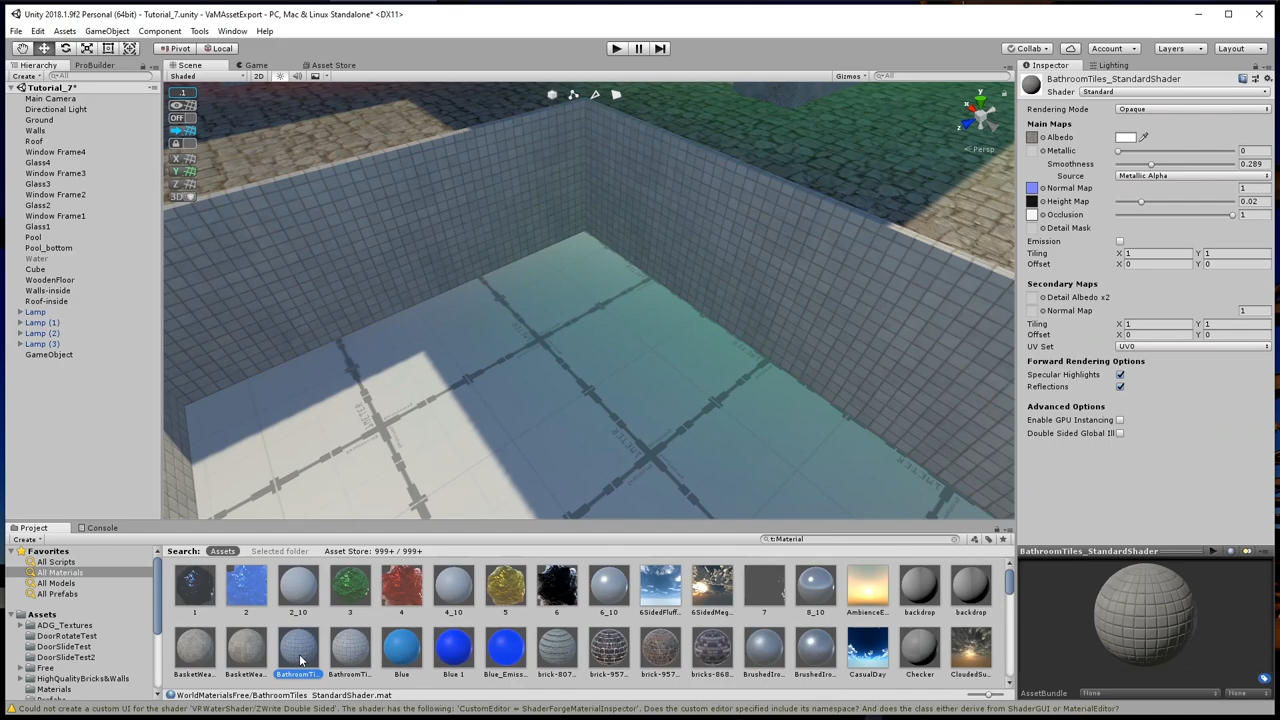 Unity 2018.1.9f2 Personal (64bit) - Tutorial_7.unity - VaMAssetExport - PC, Mac & Linux Standalone* <DX11>
File Edit Assets GameObject Component Tools Window Help
Pivot Local Collab Account Layers Layout
Hierarchy ProBuilder Scene Game Asset Store Inspector Lighting
Create All Shaded 2D Gizmos All
Tutorial_7*
Main Camera
Directional Light
Ground
Walls
Roof
Window Frame4
Glass4
Window Frame3
Glass3
Window Frame2
Glass2
Window Frame1
Glass1
Pool
Pool_bottom
Water
Cube
WoodenFloor
Walls-inside
Roof-inside
Lamp
Lamp (1)
Lamp (2)
Lamp (3)
GameObject
.1
OFF
X
Y
Z
3D
y
x
z
Persp
METER
BathroomTiles_StandardShader
Shader Standard
Rendering Mode Opaque
Main Maps
Albedo
Metallic 0
Smoothness 0.289
Source Metallic Alpha
Normal Map 1
Height Map 0.02
Occlusion 1
Detail Mask
Emission
Tiling X 1 Y 1
Offset X 0 Y 0
Secondary Maps
Detail Albedo x2
Normal Map 1
Tiling X 1 Y 1
Offset X 0 Y 0
UV Set UV0
Forward Rendering Options
Specular Highlights
Reflections
Advanced Options
Enable GPU Instancing
Double Sided Global Ill
Project Console
Create t:Material
Favorites
All Scripts
All Materials
All Models
All Prefabs
Assets
ADG_Textures
DoorRotateTest
DoorSlideTest
DoorSlideTest2
Free
HighQualityBricks&Walls
Materials
Search: Assets Selected folder Asset Store: 999+ / 999+
1 2 2_10 3 4 4_10 5 6 6_10 6SidedFluff... 6SidedMeg... 7 8_10 AmbienceE... backdrop backdrop
BasketWea... BasketWea... BathroomTi... BathroomTi... Blue Blue 1 Blue_Emiss... brick-807... brick-957... brick-957... bricks-868... BrushedIro... BrushedIro... CasualDay Checker CloudedSu...
WorldMaterialsFree/BathroomTiles_StandardShader.mat
BathroomTiles_StandardShader
AssetBundle None None
Could not create a custom UI for the shader 'VRWaterShader/ZWrite Double Sided'. The shader has the following: 'CustomEditor = ShaderForgeMaterialInspector'. Does the custom editor specified include its namespace? And does the class either derive from ShaderGUI or MaterialEditor?